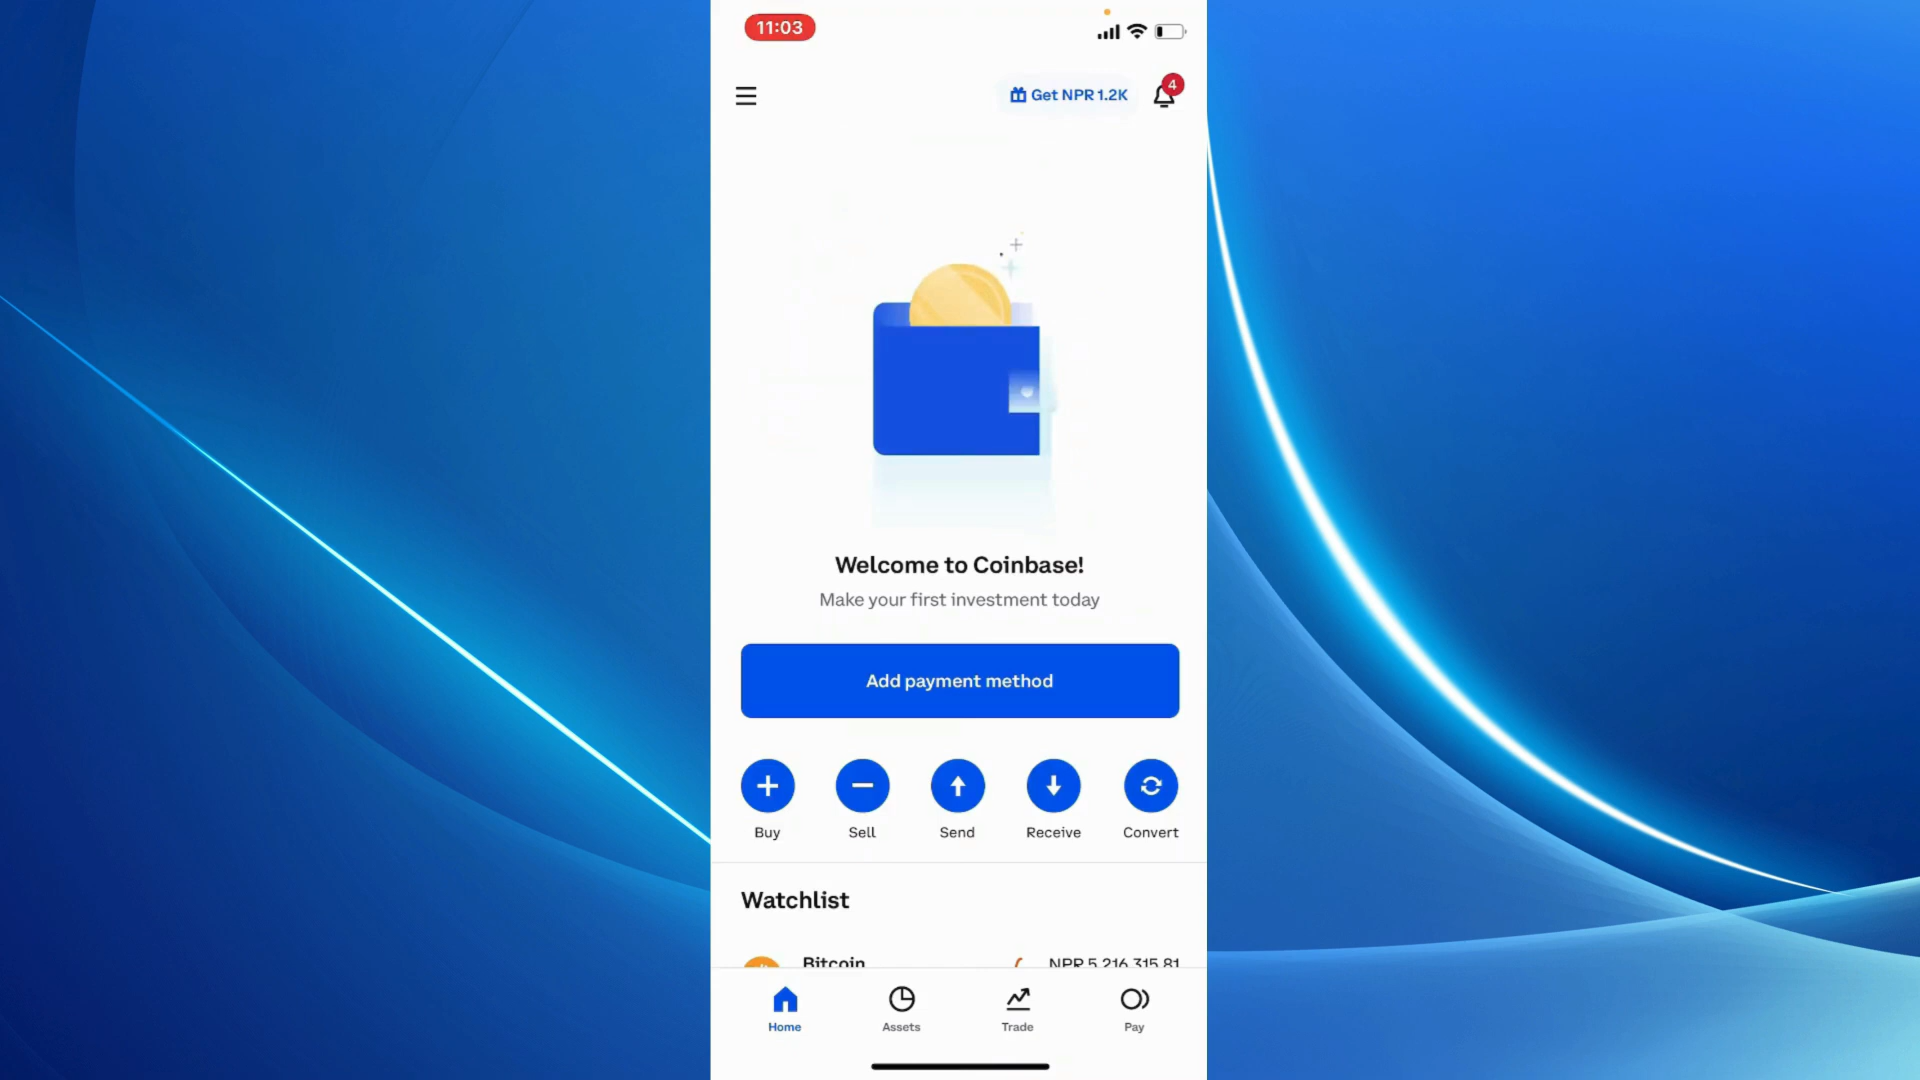 11:03
Get NPR 1.2K
4
Welcome to Coinbase!
Make your first investment today
Add payment method
Buy
Sell
Send
Receive
Convert
Watchlist
Bitcoin
NPR 5,216,315.81
Home
Assets
Trade
Pay